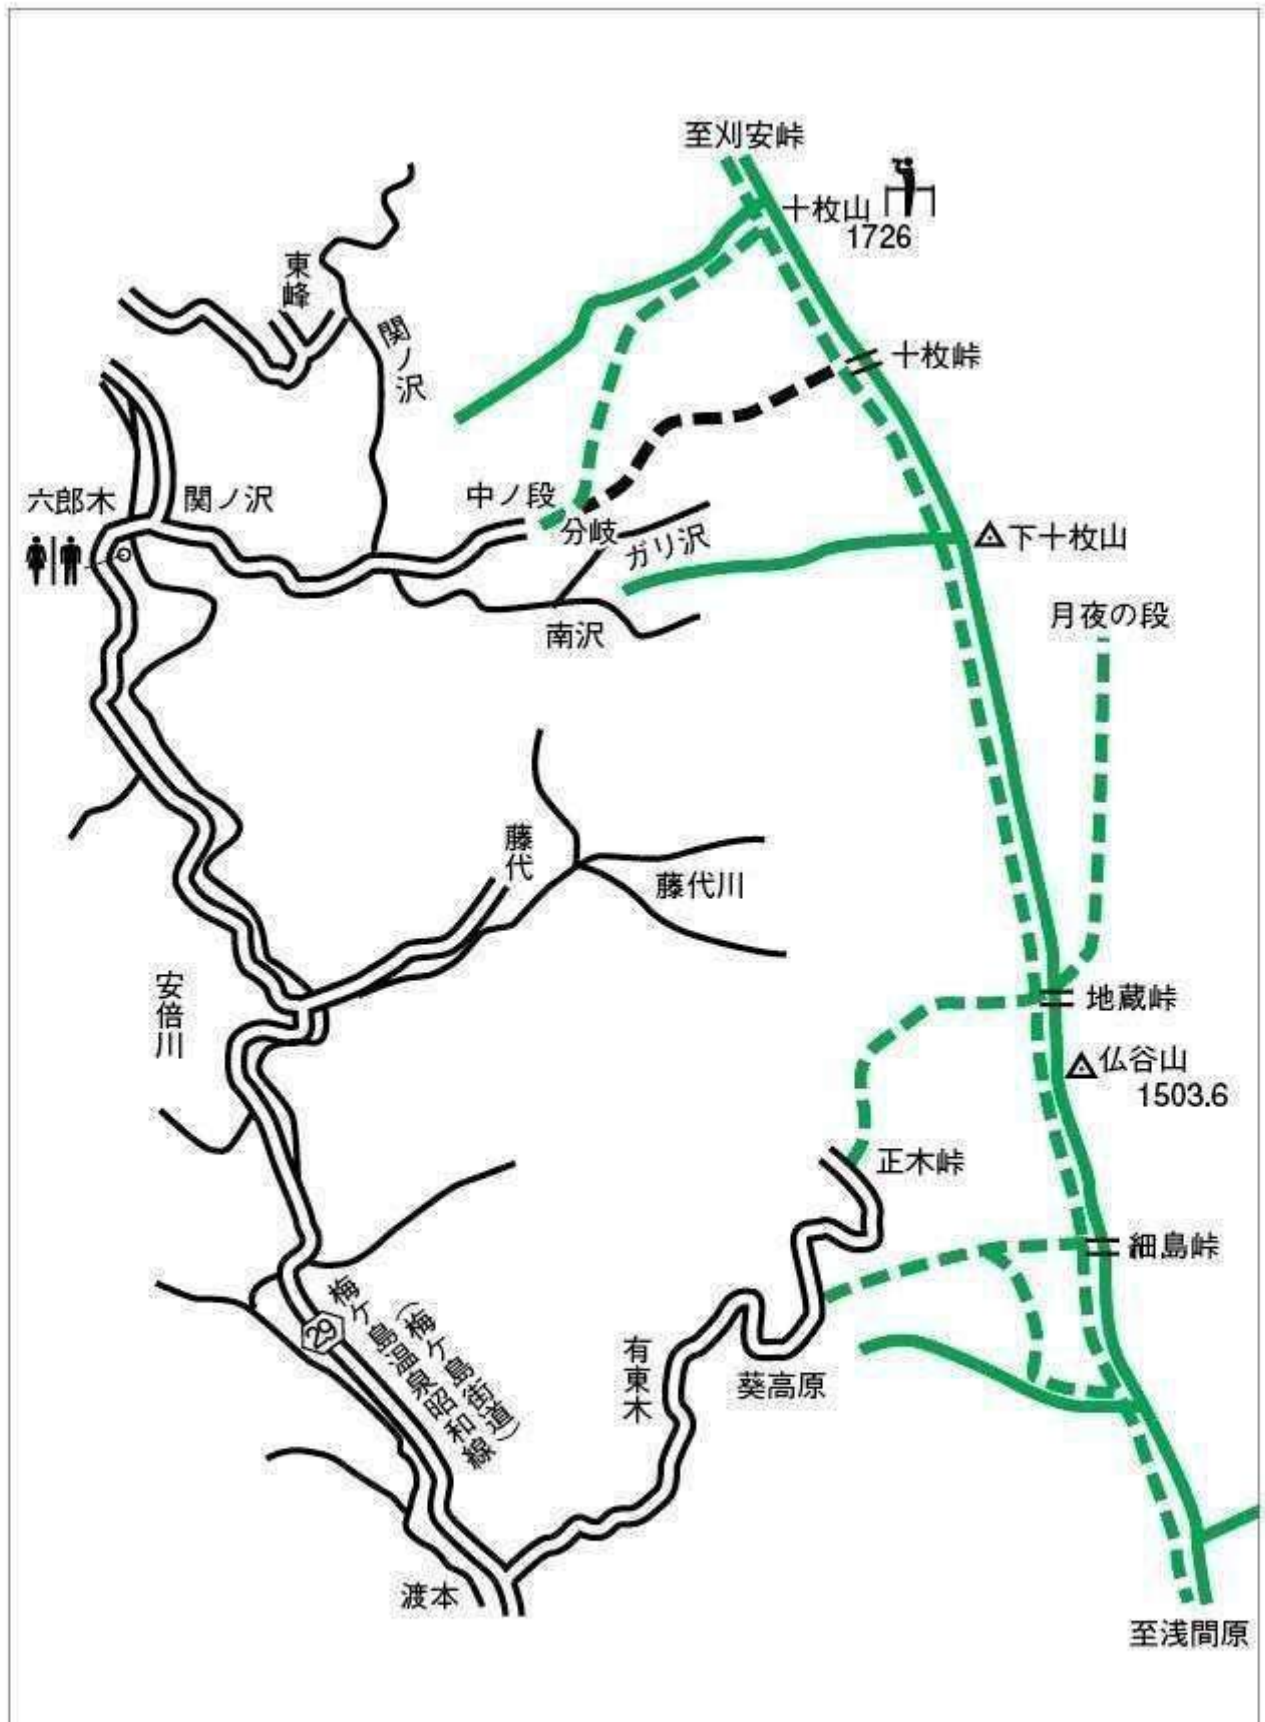 至刈安峠
十枚山
1726
東峰
関ノ沢
十枚峠
六郎木
関ノ沢
中ノ段
分岐
ガリ沢
下十枚山
月夜の段
南沢
藤代
藤代川
安倍川
地蔵峠
仏谷山
1503.6
正木峠
細島峠
29
梅ケ島温泉昭和線
(梅ケ島街道)
有東木
葵高原
渡本
至浅間原